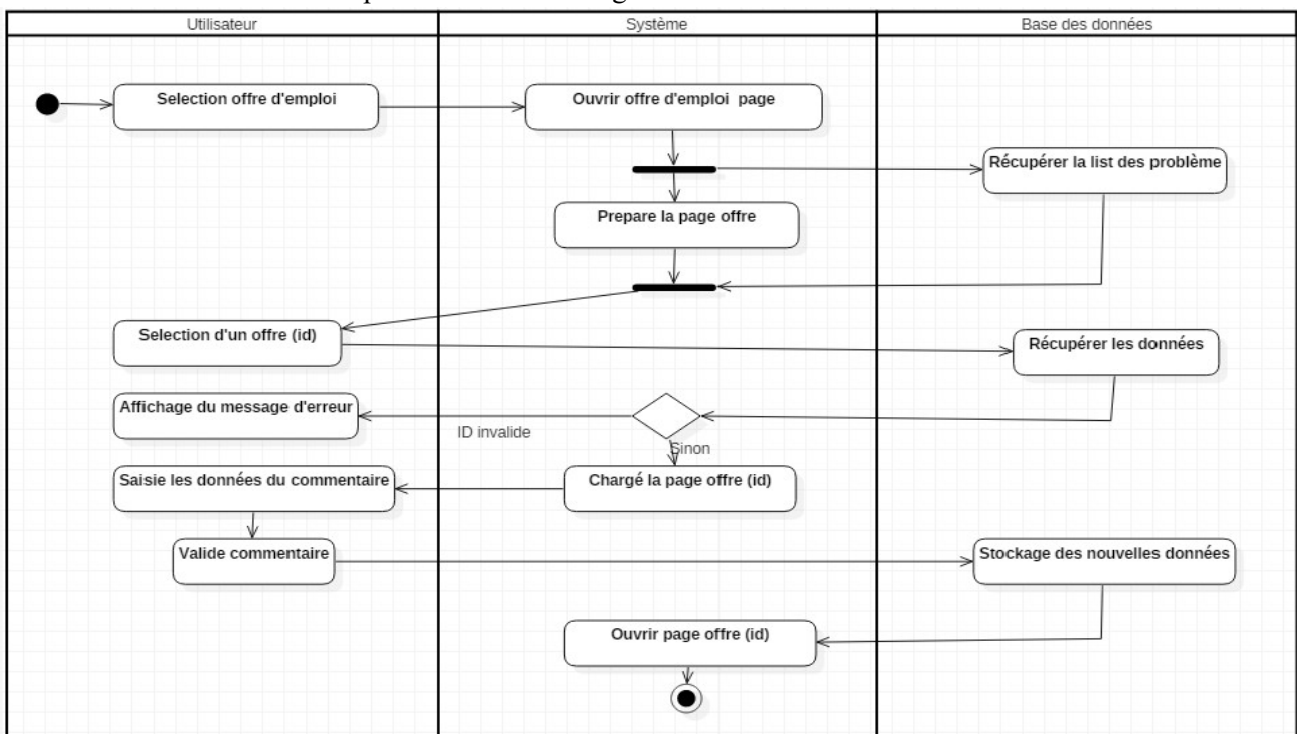 Utilisateur
Système
Base des données
Selection offre d'emploi
Ouvrir offre d'emploi page
Récupérer la list des problème
Prepare la page offre
Selection d'un offre (id)
Récupérer les données
Affichage du message d'erreur
ID invalide
Sinon
Saisie les données du commentaire
Chargé la page offre (id)
Valide commentaire
Stockage des nouvelles données
Ouvrir page offre (id)